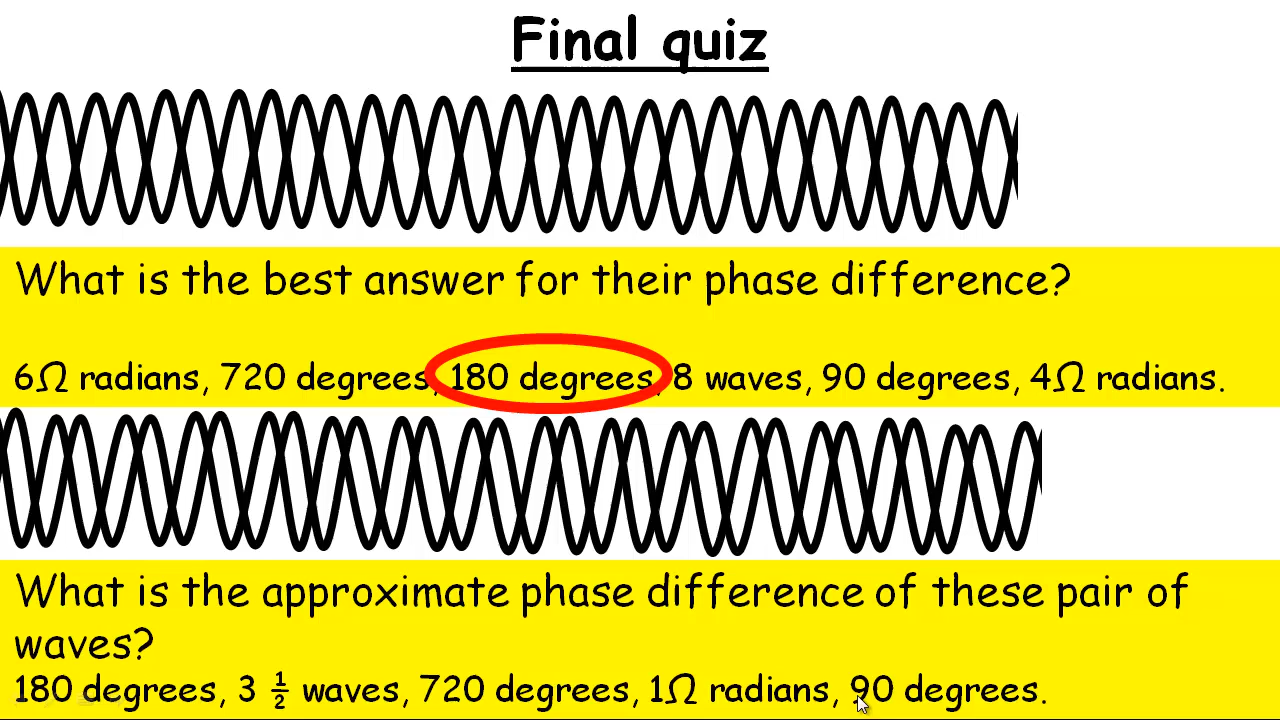 Final quiz
What is the best answer for their phase difference?
6Ω radians, 720 degrees, 180 degrees, 8 waves, 90 degrees, 4Ω radians.
What is the approximate phase difference of these pair of
waves?
180 degrees, 3 ½ waves, 720 degrees, 1Ω radians, 90 degrees.